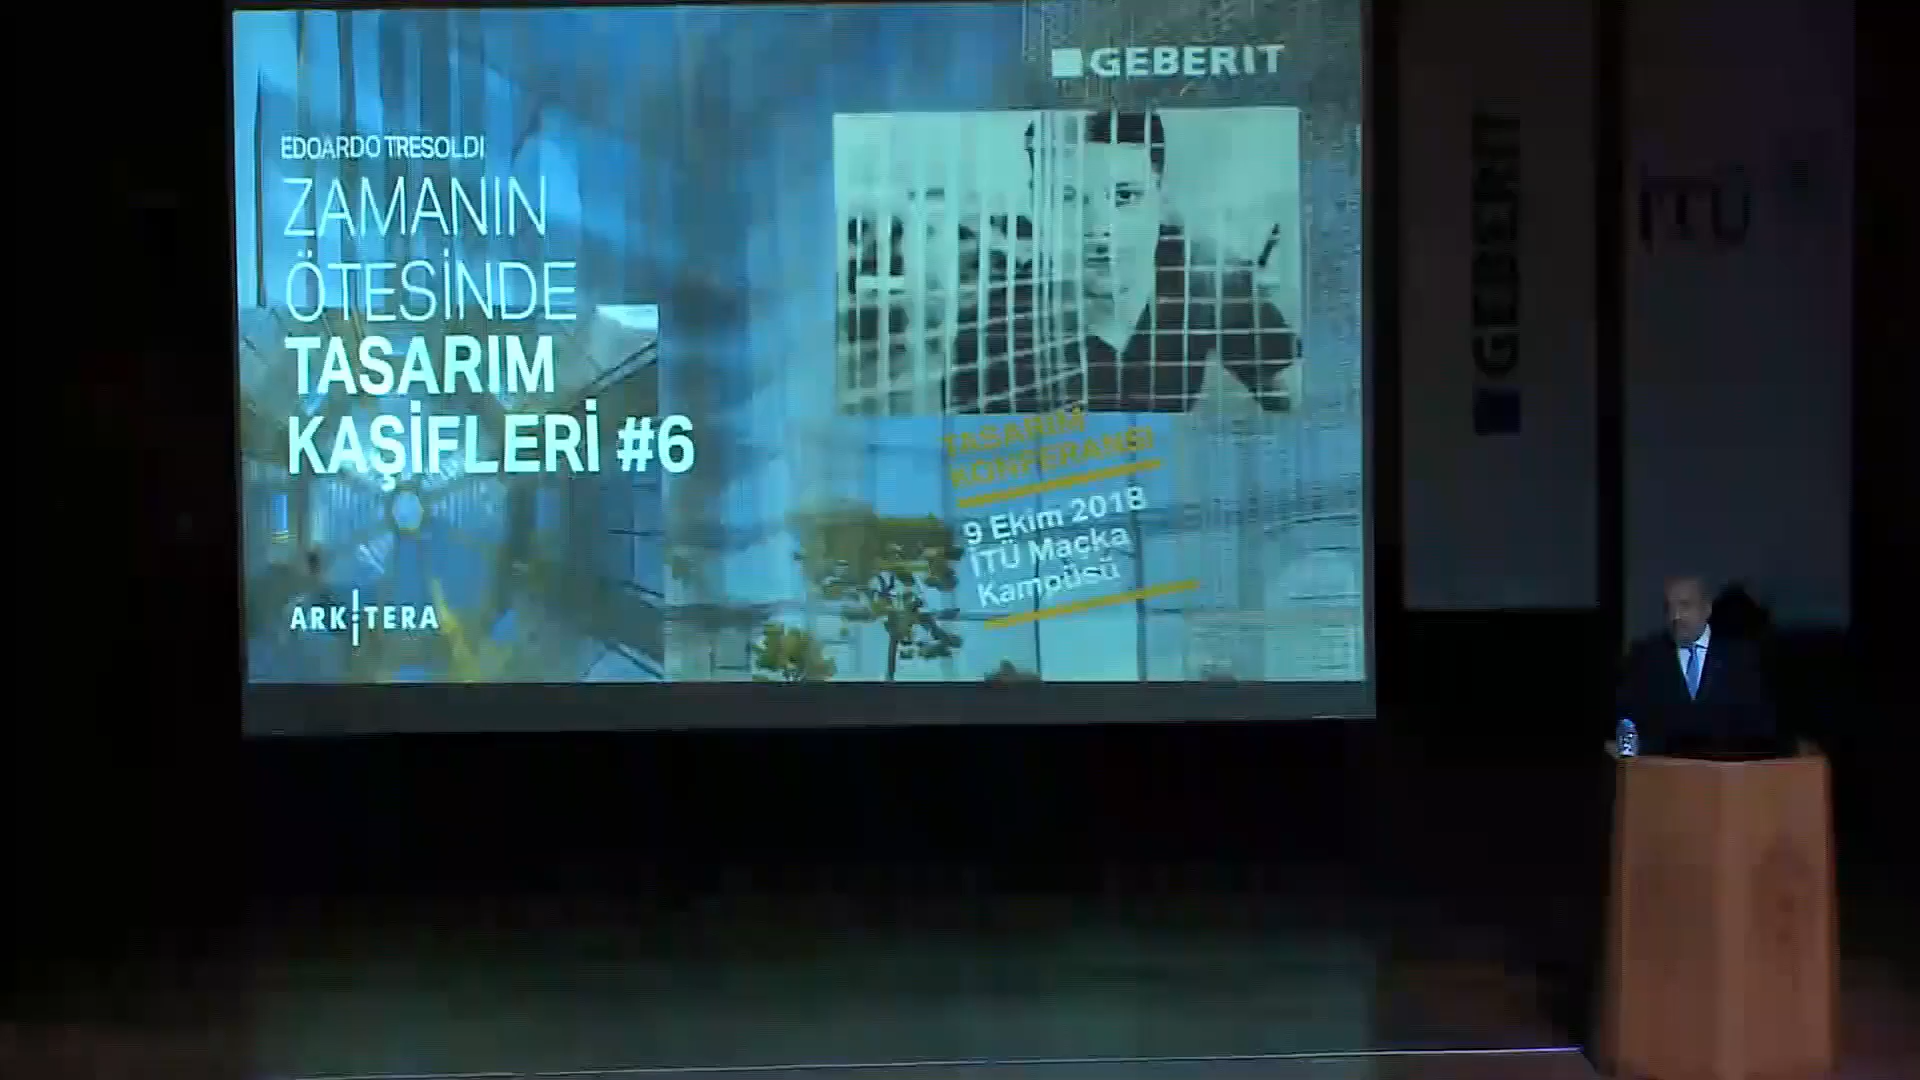 GEBERIT
EDOARDO TRESOLDI
ZAMANIN
ÖTESİNDE
TASARIM
KAŞİFLERİ #6
ARKİTERA
TASARIM
KONFERANSI
9 Ekim 2018
İTÜ Maçka
Kampüsü
GEBERIT
İTÜ